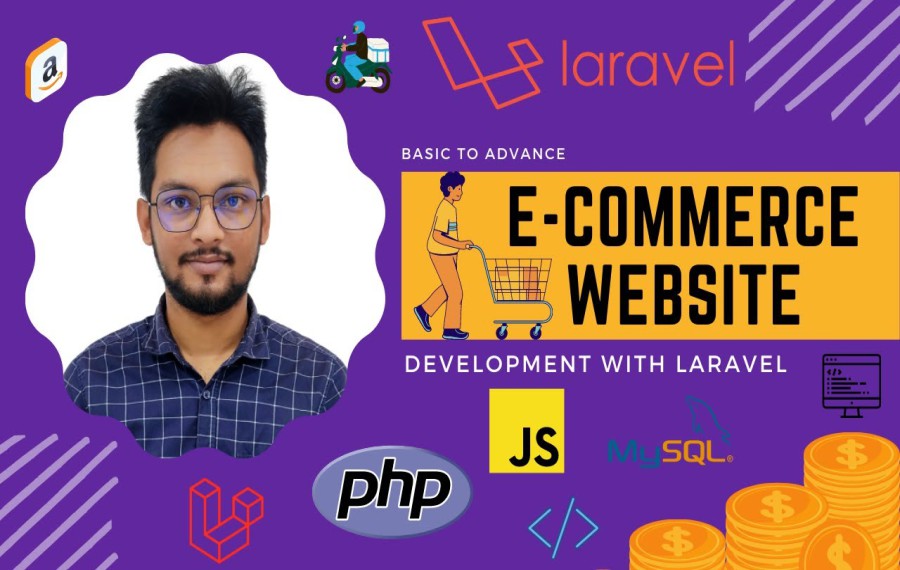 a
laravel
BASIC TO ADVANCE
E-COMMERCE
WEBSITE
DEVELOPMENT WITH LARAVEL
</>
JS
MySQL®
php
</>
$
$
$
$